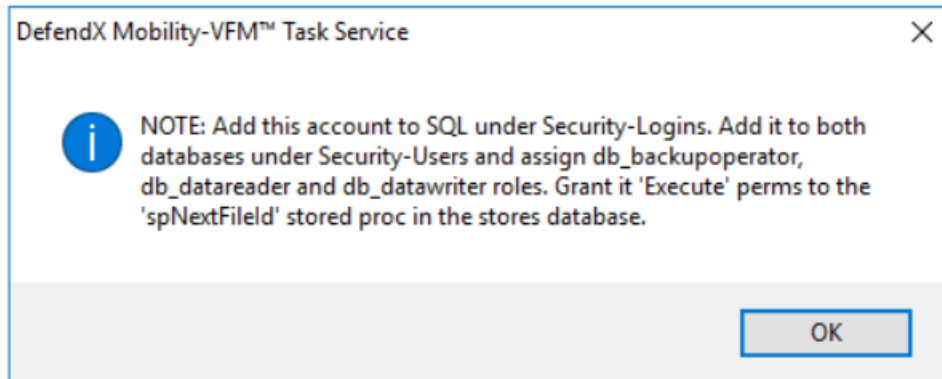 DefendX Mobility-VFM™ Task Service
NOTE: Add this account to SQL under Security-Logins. Add it to both
databases under Security-Users and assign db_backupoperator,
db_datareader and db_datawriter roles. Grant it 'Execute' perms to the
'spNextFileId' stored proc in the stores database.
OK